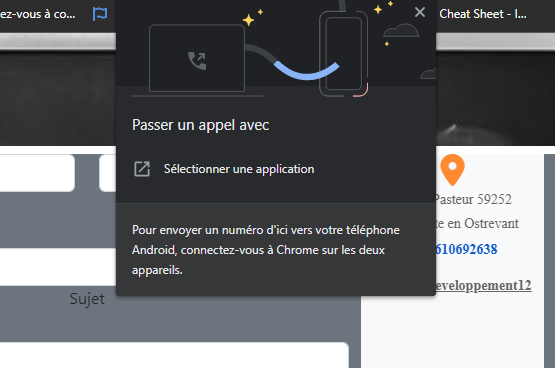 ez-vous à co...
Cheat Sheet - I...
Passer un appel avec
Sélectionner une application
Pour envoyer un numéro d'ici vers votre téléphone
Android, connectez-vous à Chrome sur les deux
appareils.
Pasteur 59252
te en Ostrevant
610692638
eveloppement12
Sujet